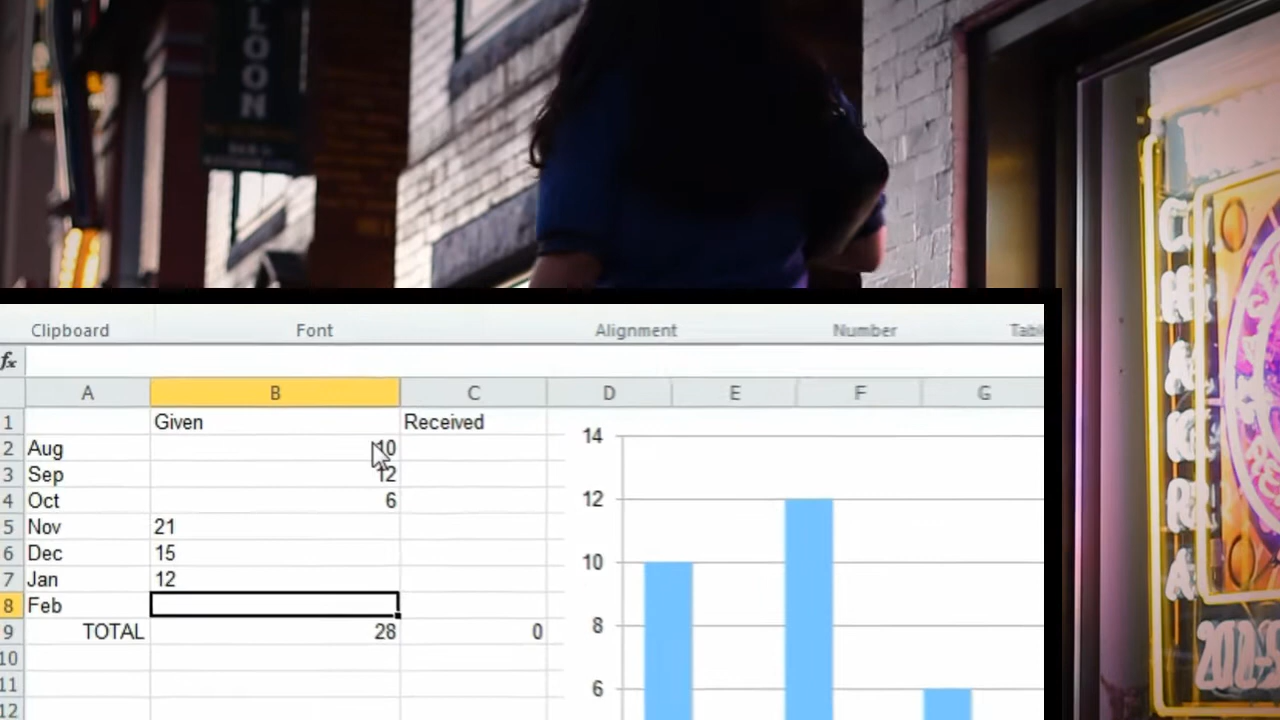 LOON
Clipboard Font Alignment Number
fx
A B C D E F G
1 Given Received
2 Aug 10
3 Sep 12
4 Oct 6
5 Nov 21
6 Dec 15
7 Jan 12
8 Feb
9 TOTAL 28 0
10
11
12
14
12
10
8
6